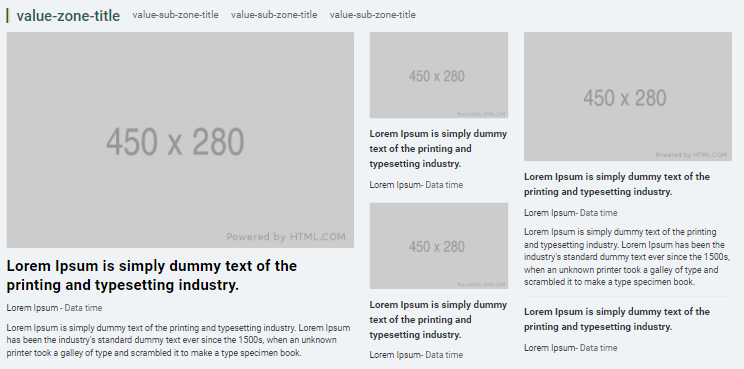 value-zone-title value-sub-zone-title value-sub-zone-title value-sub-zone-title
450 x 280
Powered by HTML.COM
Lorem Ipsum is simply dummy text of the
printing and typesetting industry.
Lorem Ipsum - Data time
Lorem Ipsum is simply dummy text of the printing and typesetting industry. Lorem Ipsum
has been the industry's standard dummy text ever since the 1500s, when an unknown
printer took a galley of type and scrambled it to make a type specimen book.
450 x 280
Powered by HTML.COM
Lorem Ipsum is simply dummy
text of the printing and
typesetting industry.
Lorem Ipsum- Data time
450 x 280
Powered by HTML.COM
Lorem Ipsum is simply dummy
text of the printing and
typesetting industry.
Lorem Ipsum- Data time
450 x 280
Powered by HTML.COM
Lorem Ipsum is simply dummy text of the
printing and typesetting industry.
Lorem Ipsum- Data time
Lorem Ipsum is simply dummy text of the printing
and typesetting industry. Lorem Ipsum has been the
industry's standard dummy text ever since the 1500s,
when an unknown printer took a galley of type and
scrambled it to make a type specimen book.
Lorem Ipsum is simply dummy text of the
printing and typesetting industry.
Lorem Ipsum- Data time